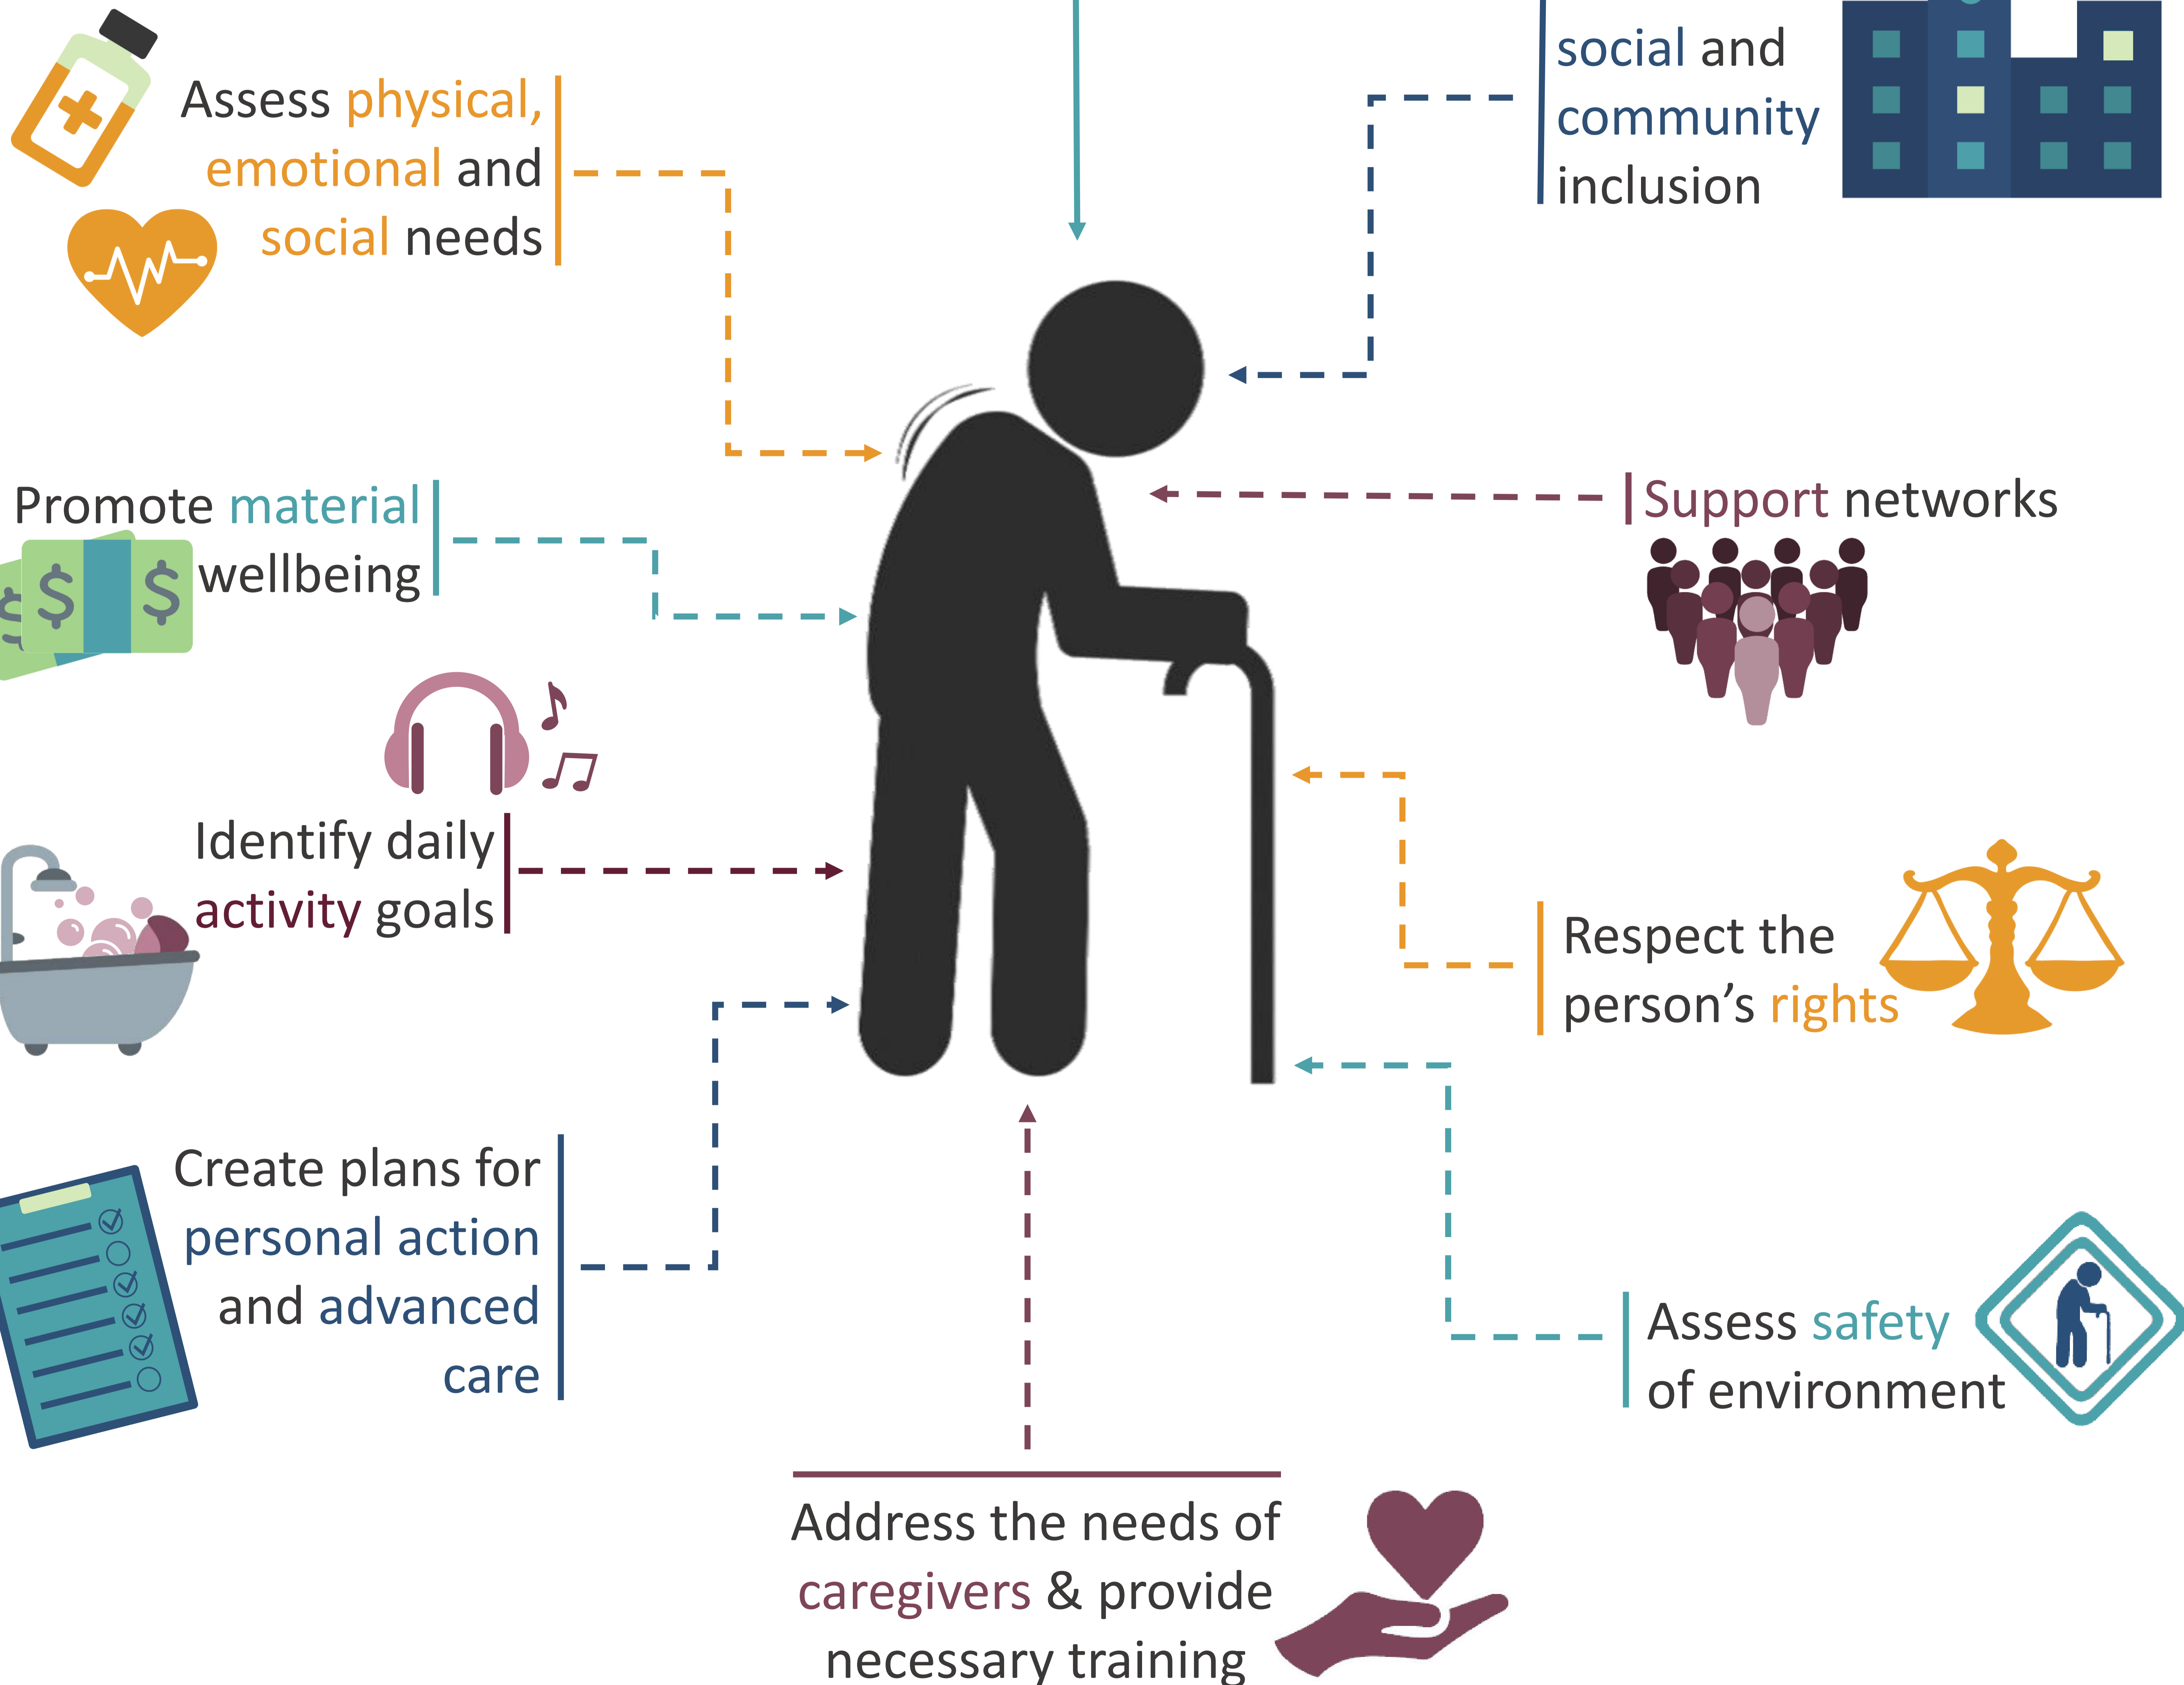 Assess physical,
emotional and
social needs
social and
community
inclusion
Promote material
wellbeing
$ $
$
$
Support networks
Identify daily
activity goals
Respect the
person's rights
Create plans for
personal action
and advanced
care
Assess safety
of environment
Address the needs of
caregivers & provide
necessary training